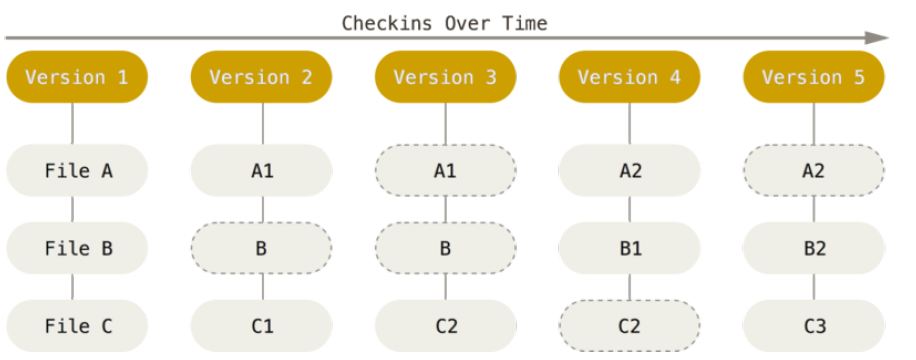 Checkins Over Time
Version 1 Version 2 Version 3 Version 4 Version 5
File A A1 A1 A2 A2
File B B B B1 B2
File C C1 C2 C2 C3